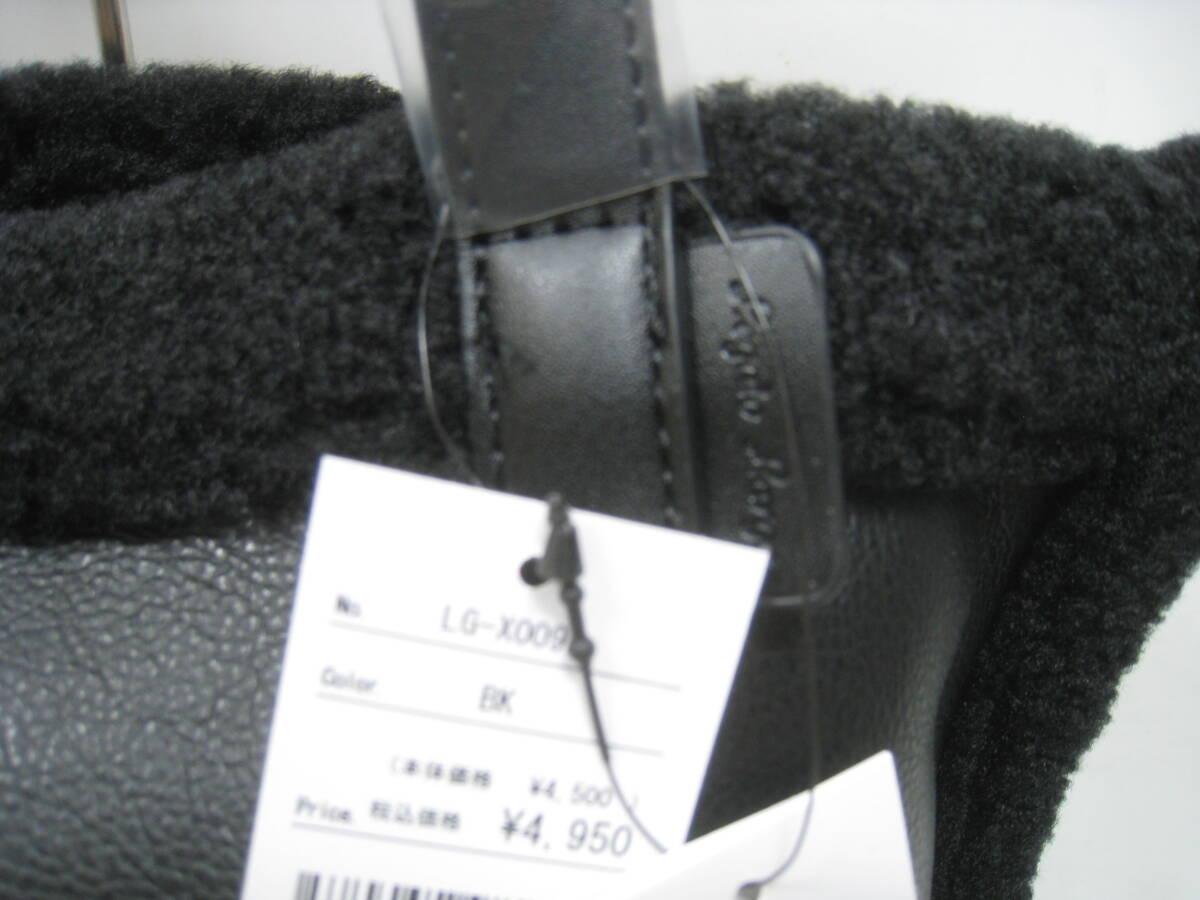 No. LG-X009
Color. BK
(本体価格 ¥4,500)
Price. 税込価格 ¥4,950